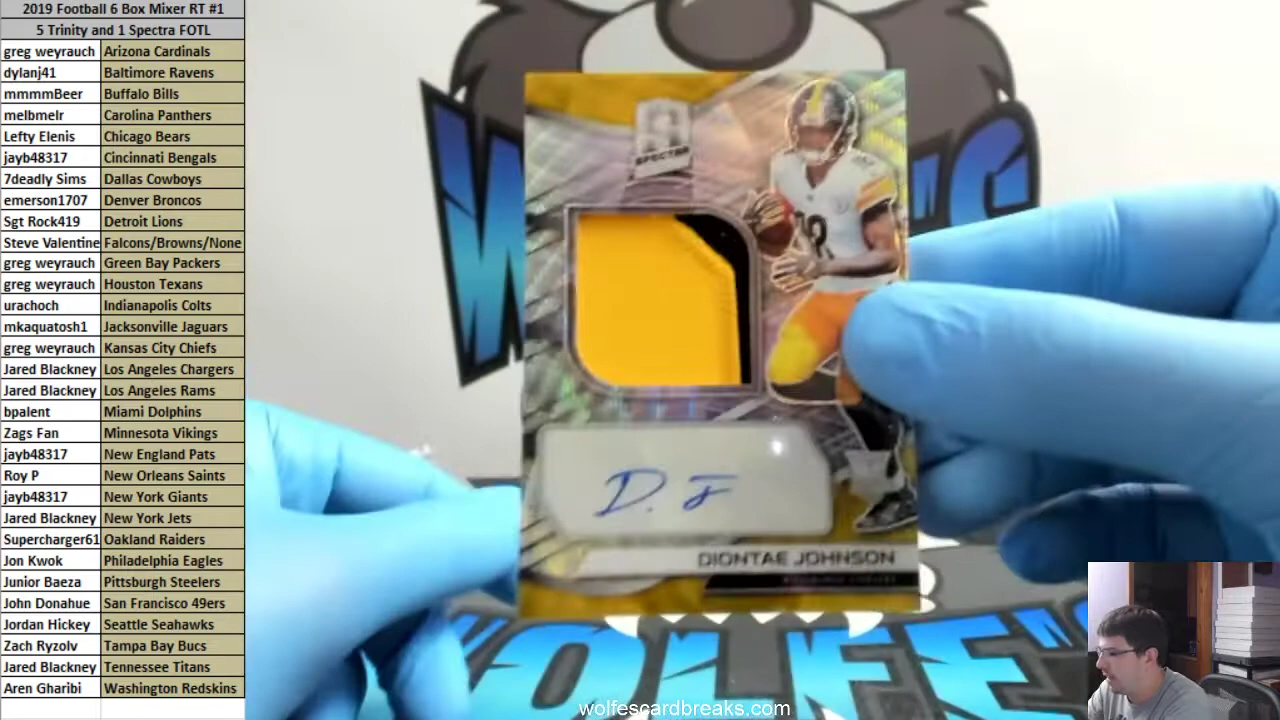 2019 Football 6 Box Mixer RT #1
5 Trinity and 1 Spectra FOTL
greg weyrauch Arizona Cardinals
dylanj41 Baltimore Ravens
mmmmBeer Buffalo Bills
melbmelr Carolina Panthers
Lefty Elenis Chicago Bears
jayb48317 Cincinnati Bengals
7deadly Sims Dallas Cowboys
emerson1707 Denver Broncos
Sgt Rock419 Detroit Lions
Steve Valentine Falcons/Browns/None
greg weyrauch Green Bay Packers
greg weyrauch Houston Texans
urachoch Indianapolis Colts
mkaquatosh1 Jacksonville Jaguars
greg weyrauch Kansas City Chiefs
Jared Blackney Los Angeles Chargers
Jared Blackney Los Angeles Rams
bpalent Miami Dolphins
Zags Fan Minnesota Vikings
jayb48317 New England Pats
Roy P New Orleans Saints
jayb48317 New York Giants
Jared Blackney New York Jets
Supercharger61 Oakland Raiders
Jon Kwok Philadelphia Eagles
Junior Baeza Pittsburgh Steelers
John Donahue San Francisco 49ers
Jordan Hickey Seattle Seahawks
Zach Ryzolv Tampa Bay Bucs
Jared Blackney Tennessee Titans
Aren Gharibi Washington Redskins
SPECTRA
D. J
DIONTAE JOHNSON
PITTSBURGH STEELERS
WOLFE'S
wolfescardbreaks.com